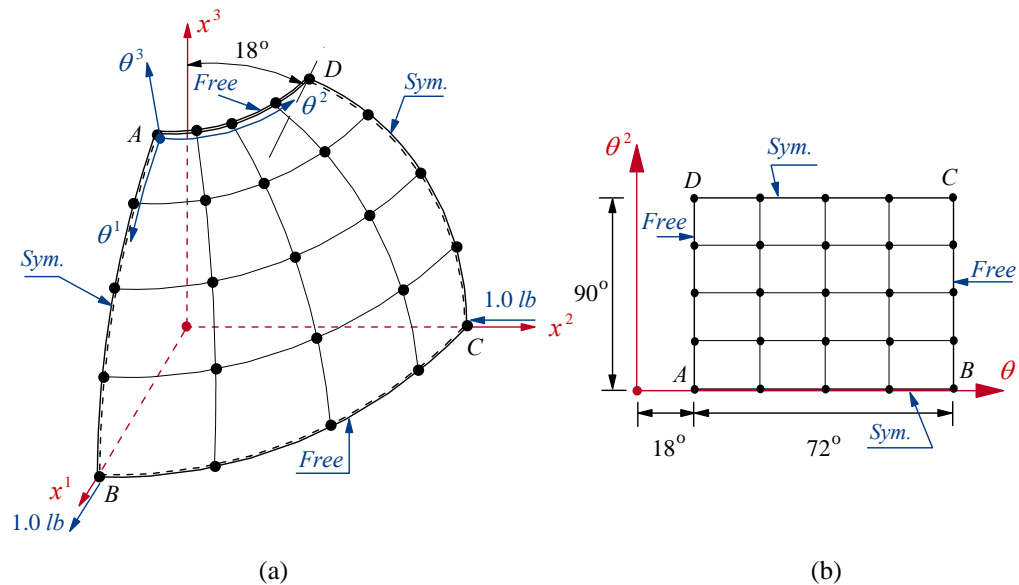 x³
18°
D
θ³
Free
Sym.
θ²
A
θ¹
Sym.
1.0 lb
x²
C
Free
x¹
B
1.0 lb
(a)
θ²
Sym.
D
C
Free
90°
Free
A
B
θ
18°
72°
Sym.
(b)